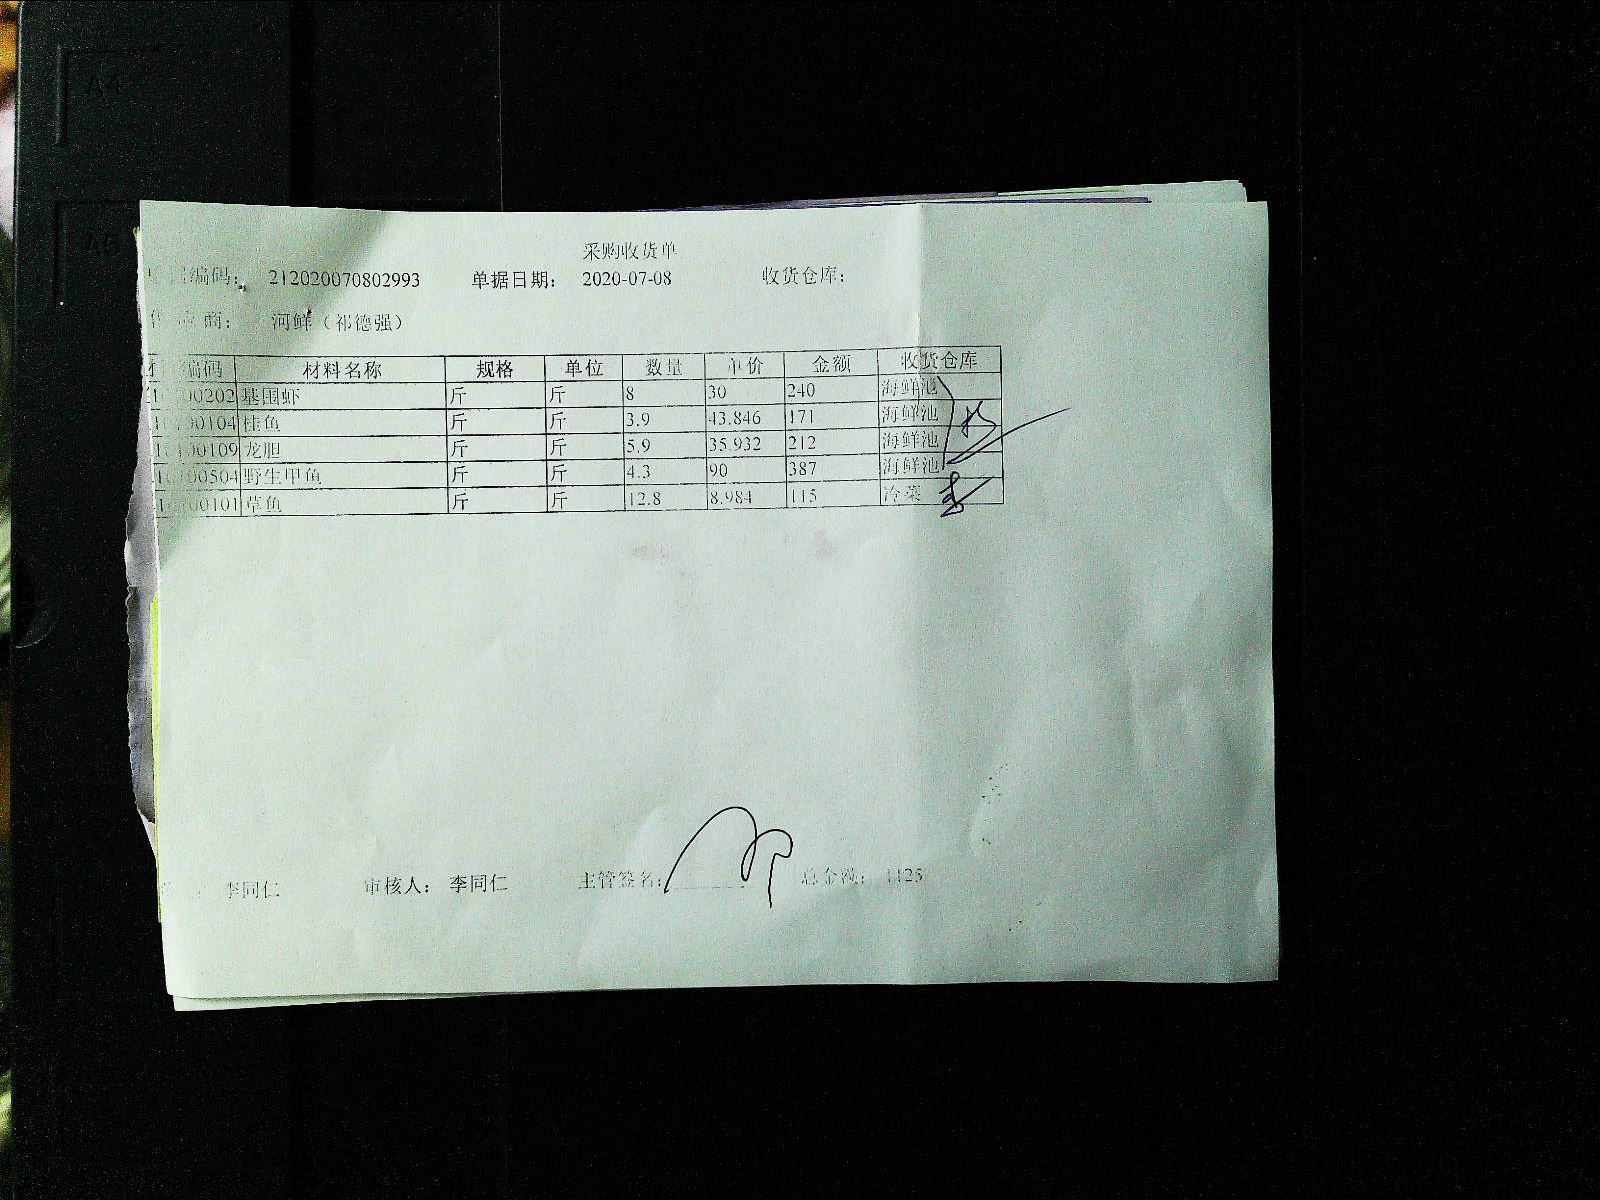 采购收货单
编码: 212020070802993 单据日期: 2020-07-08 收货仓库:
应商: 河鲜（祁德强）
编码 材料名称 规格 单位 数量 单价 金额 收货仓库
00202 基围虾 斤 斤 8 30 240 海鲜池
00104 桂鱼 斤 斤 3.9 43.846 171 海鲜池
00109 龙胆 斤 斤 5.9 35.932 212 海鲜池
00504 野生甲鱼 斤 斤 4.3 90 387 海鲜池
00101 草鱼 斤 斤 12.8 8.984 115 冷菜
李同仁 审核人: 李同仁 主管签名: 总金额: 1125
A4
A5